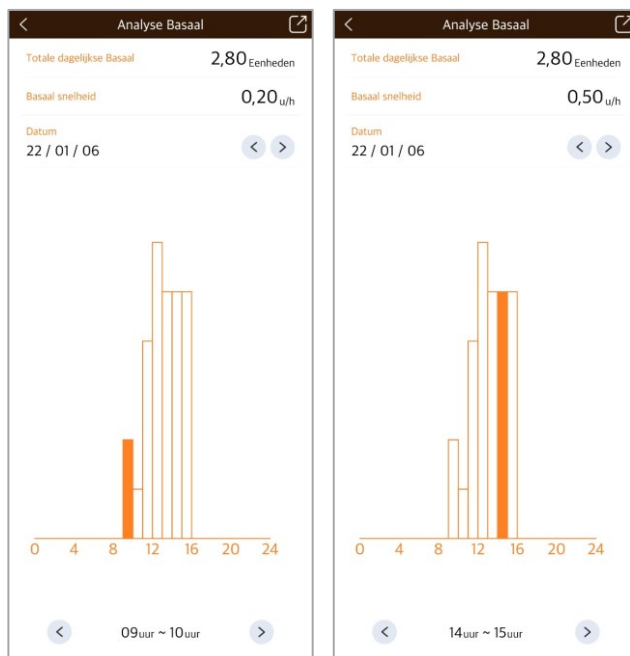 Analyse Basaal
Totale dagelijkse Basaal 2,80 Eenheden
Basaal snelheid 0,20 u/h
Datum
22 / 01 / 06
0 4 8 12 16 20 24
09uur ~ 10uur
Analyse Basaal
Totale dagelijkse Basaal 2,80 Eenheden
Basaal snelheid 0,50 u/h
Datum
22 / 01 / 06
0 4 8 12 16 20 24
14uur ~ 15uur